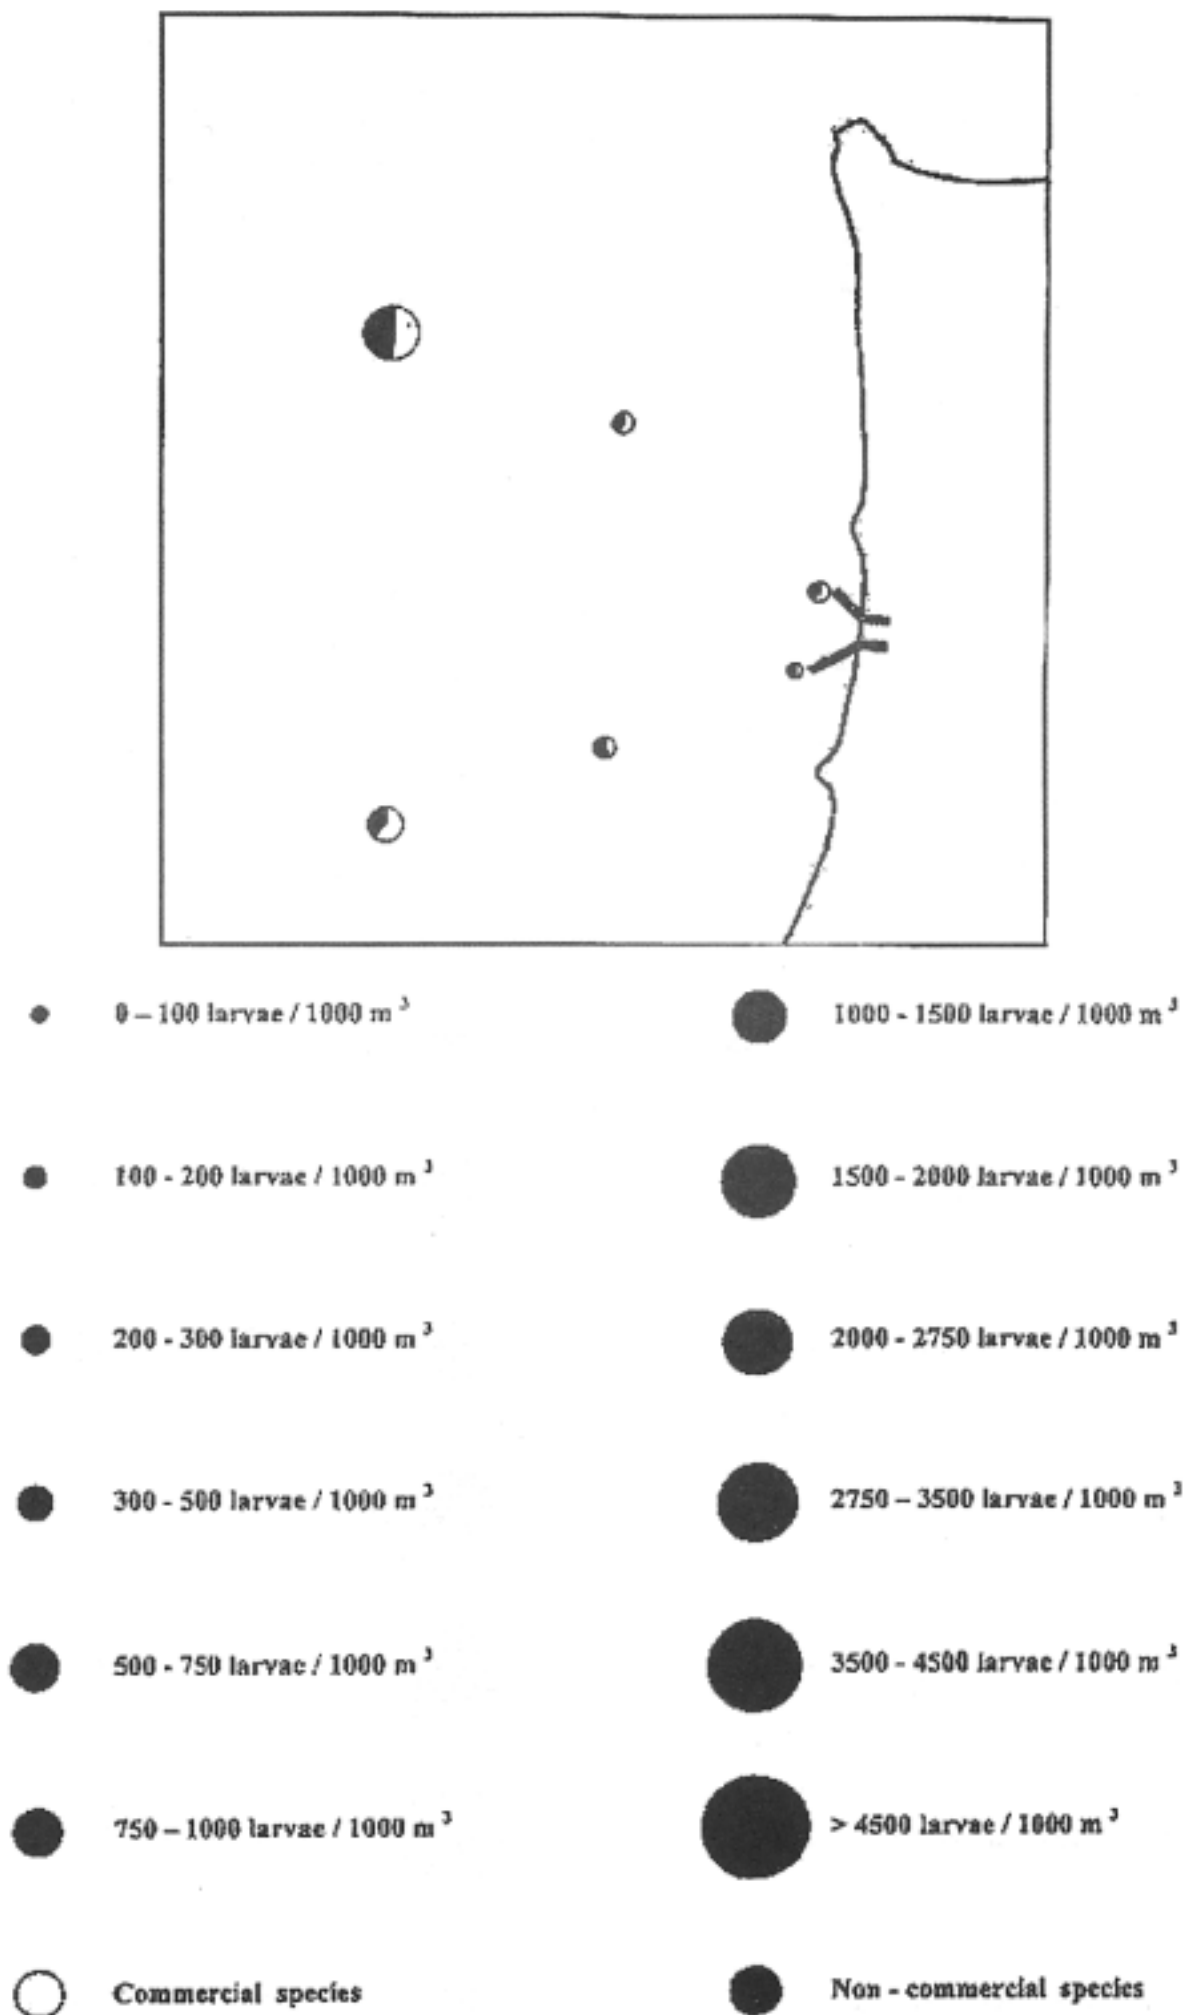 0 – 100 larvae / 1000 m³
1000 - 1500 larvae / 1000 m³
100 - 200 larvae / 1000 m³
1500 - 2000 larvae / 1000 m³
200 - 300 larvae / 1000 m³
2000 - 2750 larvae / 1000 m³
300 - 500 larvae / 1000 m³
2750 – 3500 larvae / 1000 m³
500 - 750 larvae / 1000 m³
3500 - 4500 larvae / 1000 m³
750 – 1000 larvae / 1000 m³
> 4500 larvae / 1000 m³
Commercial species
Non - commercial species